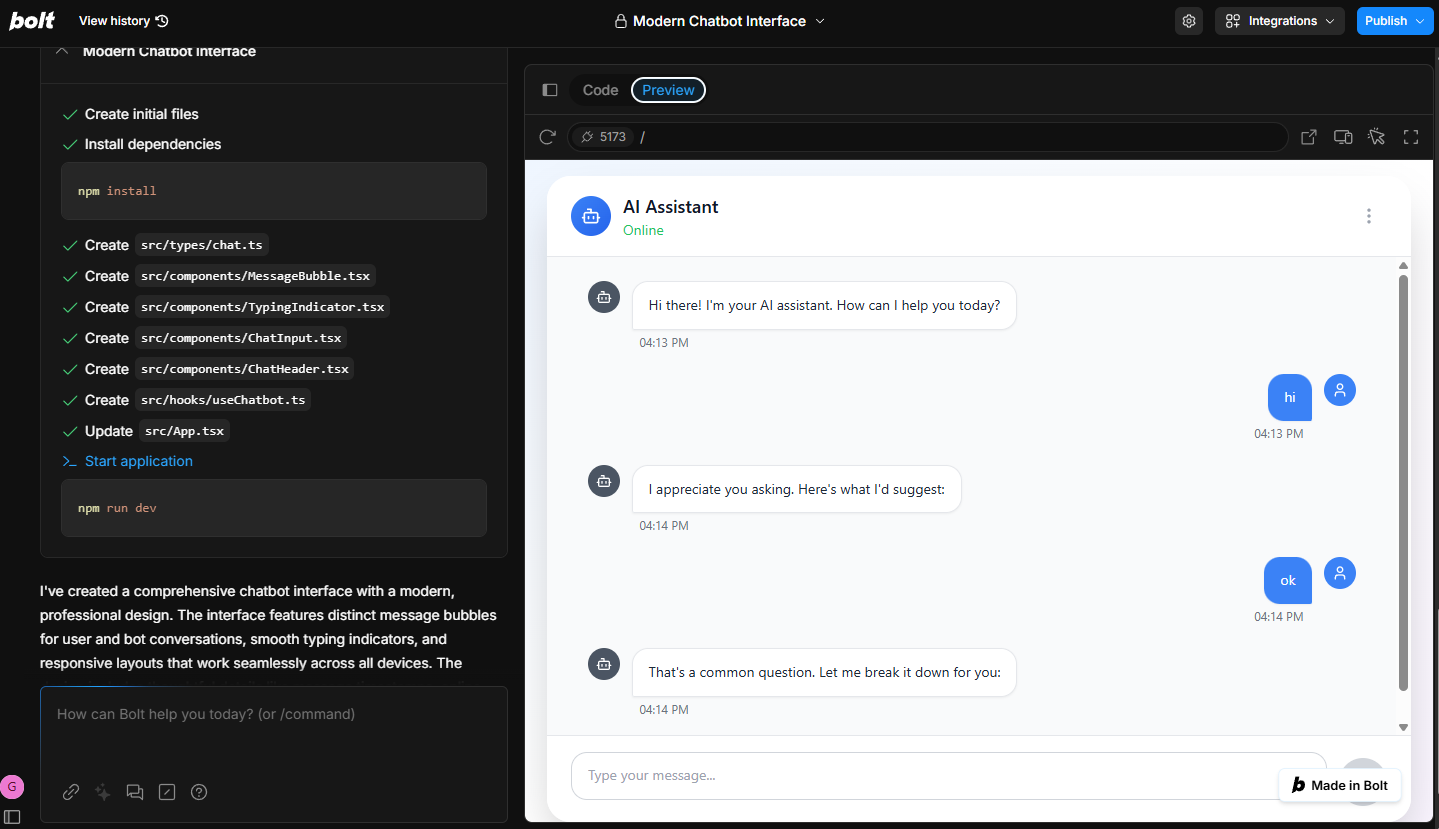 bolt
View history
Modern Chatbot Interface
Integrations
Publish
Modern Chatbot Interface
Create initial files
Install dependencies
npm install
Create src/types/chat.ts
Create src/components/MessageBubble.tsx
Create src/components/TypingIndicator.tsx
Create src/components/ChatInput.tsx
Create src/components/ChatHeader.tsx
Create src/hooks/useChatbot.ts
Update src/App.tsx
Start application
npm run dev
I've created a comprehensive chatbot interface with a modern,
professional design. The interface features distinct message bubbles
for user and bot conversations, smooth typing indicators, and
responsive layouts that work seamlessly across all devices. The
How can Bolt help you today? (or /command)
G
Code
Preview
5173 /
AI Assistant
Online
Hi there! I'm your AI assistant. How can I help you today?
04:13 PM
hi
04:13 PM
I appreciate you asking. Here's what I'd suggest:
04:14 PM
ok
04:14 PM
That's a common question. Let me break it down for you:
04:14 PM
Type your message...
b Made in Bolt